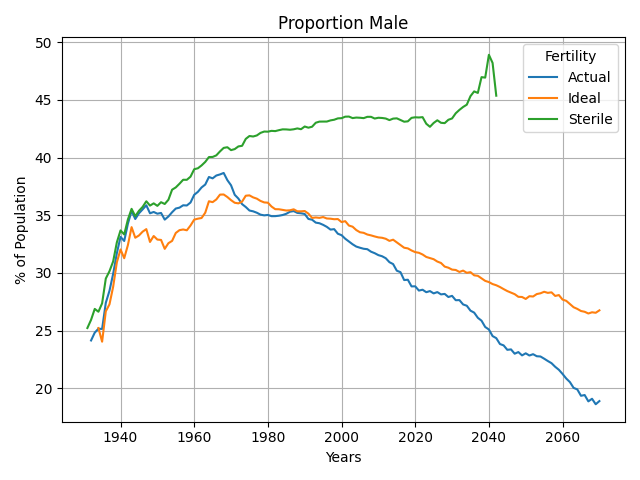 Proportion Male
% of Population
50
45
40
35
30
25
20
Fertility
Actual
Ideal
Sterile
1940 1960 1980 2000 2020 2040 2060
Years